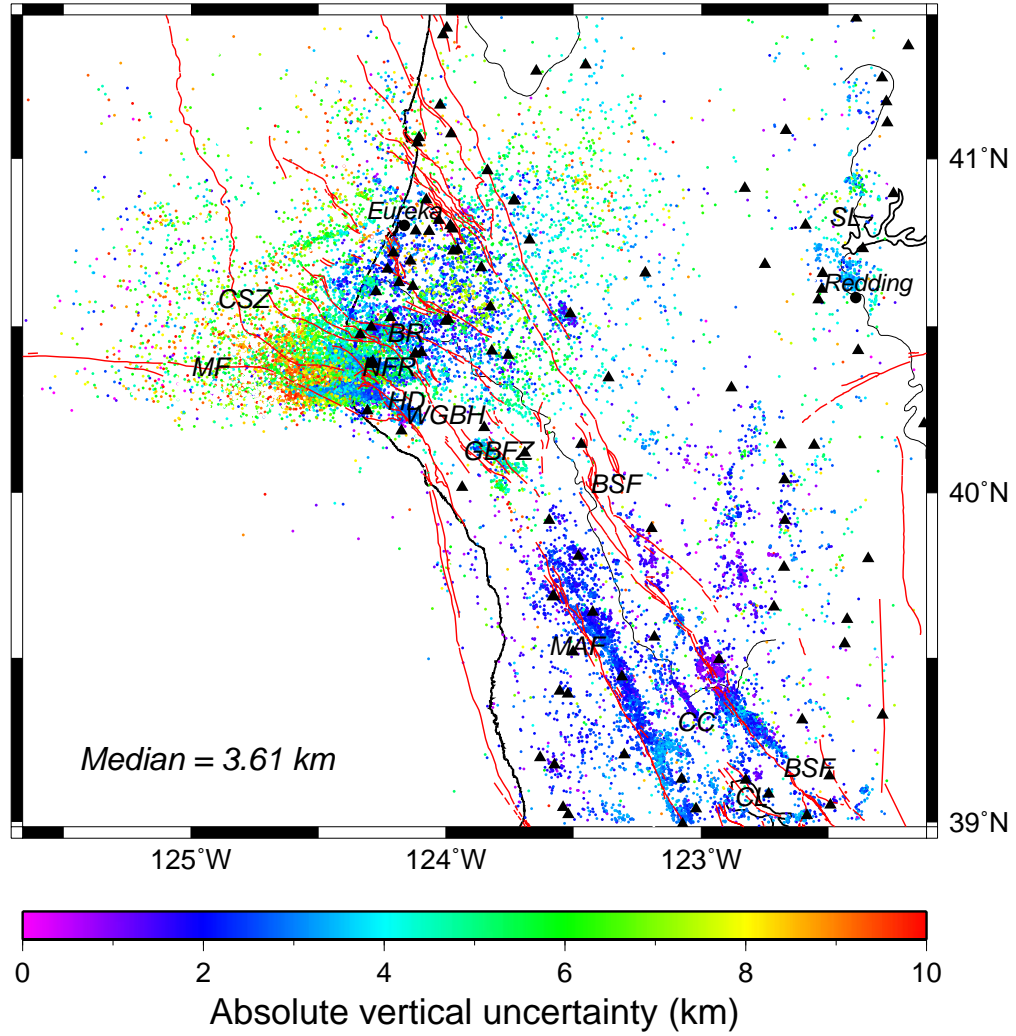 41˚N
Eureka
SL
Redding
CSZ
BR
MF
HFR
HD
WGBH
GBFZ
BSF
40˚N
MAF
CC
Median = 3.61 km
BSF
CL
39˚N
125˚W
124˚W
123˚W
0
2
4
6
8
10
Absolute vertical uncertainty (km)